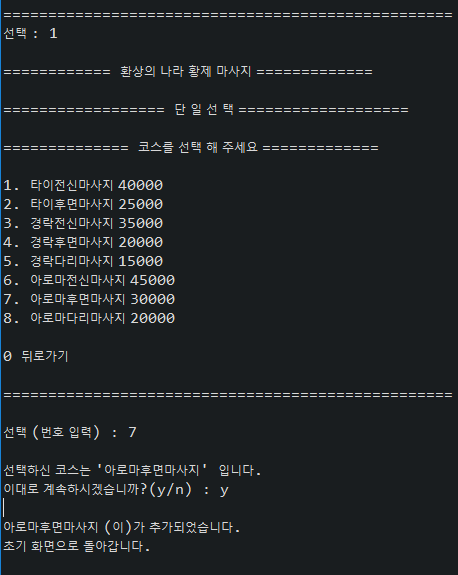 ==================================================
선택 : 1
============ 환상의 나라 황제 마사지 =============
================== 단 일 선 택 ===================
============== 코스를 선택 해 주세요 =============
1. 타이전신마사지 40000
2. 타이후면마사지 25000
3. 경락전신마사지 35000
4. 경락후면마사지 20000
5. 경락다리마사지 15000
6. 아로마전신마사지 45000
7. 아로마후면마사지 30000
8. 아로마다리마사지 20000
0 뒤로가기
==================================================
선택 (번호 입력) : 7
선택하신 코스는 '아로마후면마사지' 입니다.
이대로 계속하시겠습니까?(y/n) : y
아로마후면마사지 (이)가 추가되었습니다.
초기 화면으로 돌아갑니다.